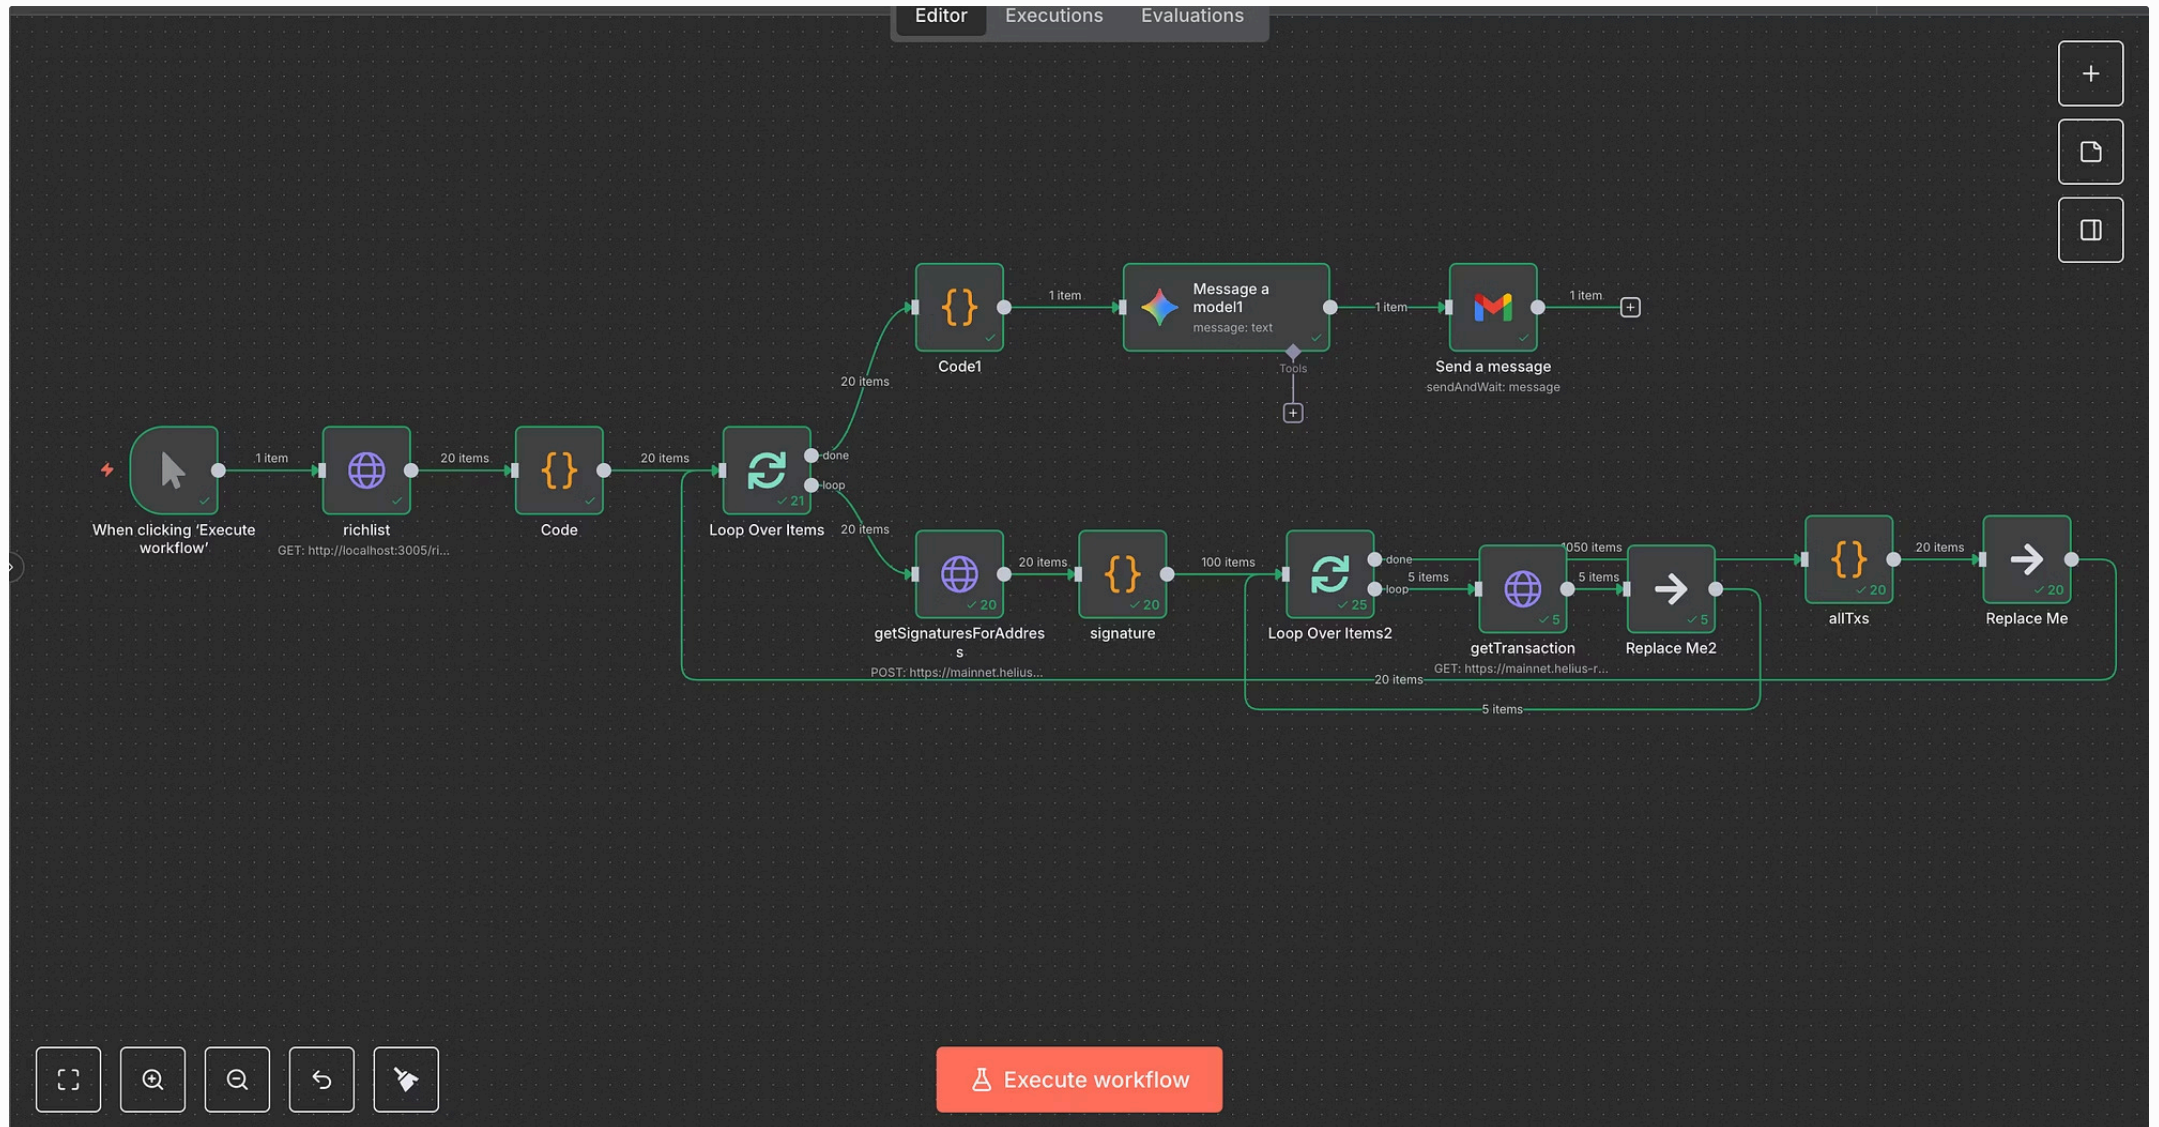 Editor
Executions
Evaluations
Message a
model1
message: text
1 item
1 item
1 item
Code1
Tools
Send a message
sendAndWait: message
20 items
1 item
20 items
20 items
done
loop
21
When clicking ‘Execute
workflow’
richlist
GET: http://localhost:3005/ri...
Code
Loop Over Items
20 items
20 items
100 items
done
loop
1050 items
5 items
5 items
20 items
20
20
25
5
5
20
20
getSignaturesForAddres
s
POST: https://mainnet.helius...
signature
Loop Over Items2
getTransaction
GET: https://mainnet.helius-r...
Replace Me2
allTxs
Replace Me
20 items
5 items
Execute workflow